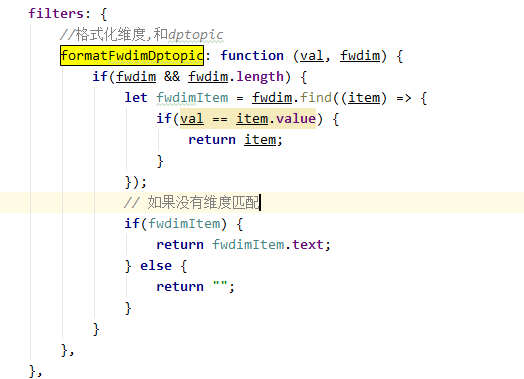 filters: {
    //格式化维度,和dptopic
    formatFwdimDptopic: function (val, fwdim) {
        if(fwdim && fwdim.length) {
            let fwdimItem = fwdim.find((item) => {
                if(val == item.value) {
                    return item;
                }
            });
            // 如果没有维度匹配
            if(fwdimItem) {
                return fwdimItem.text;
            } else {
                return "";
            }
        }
    },
},